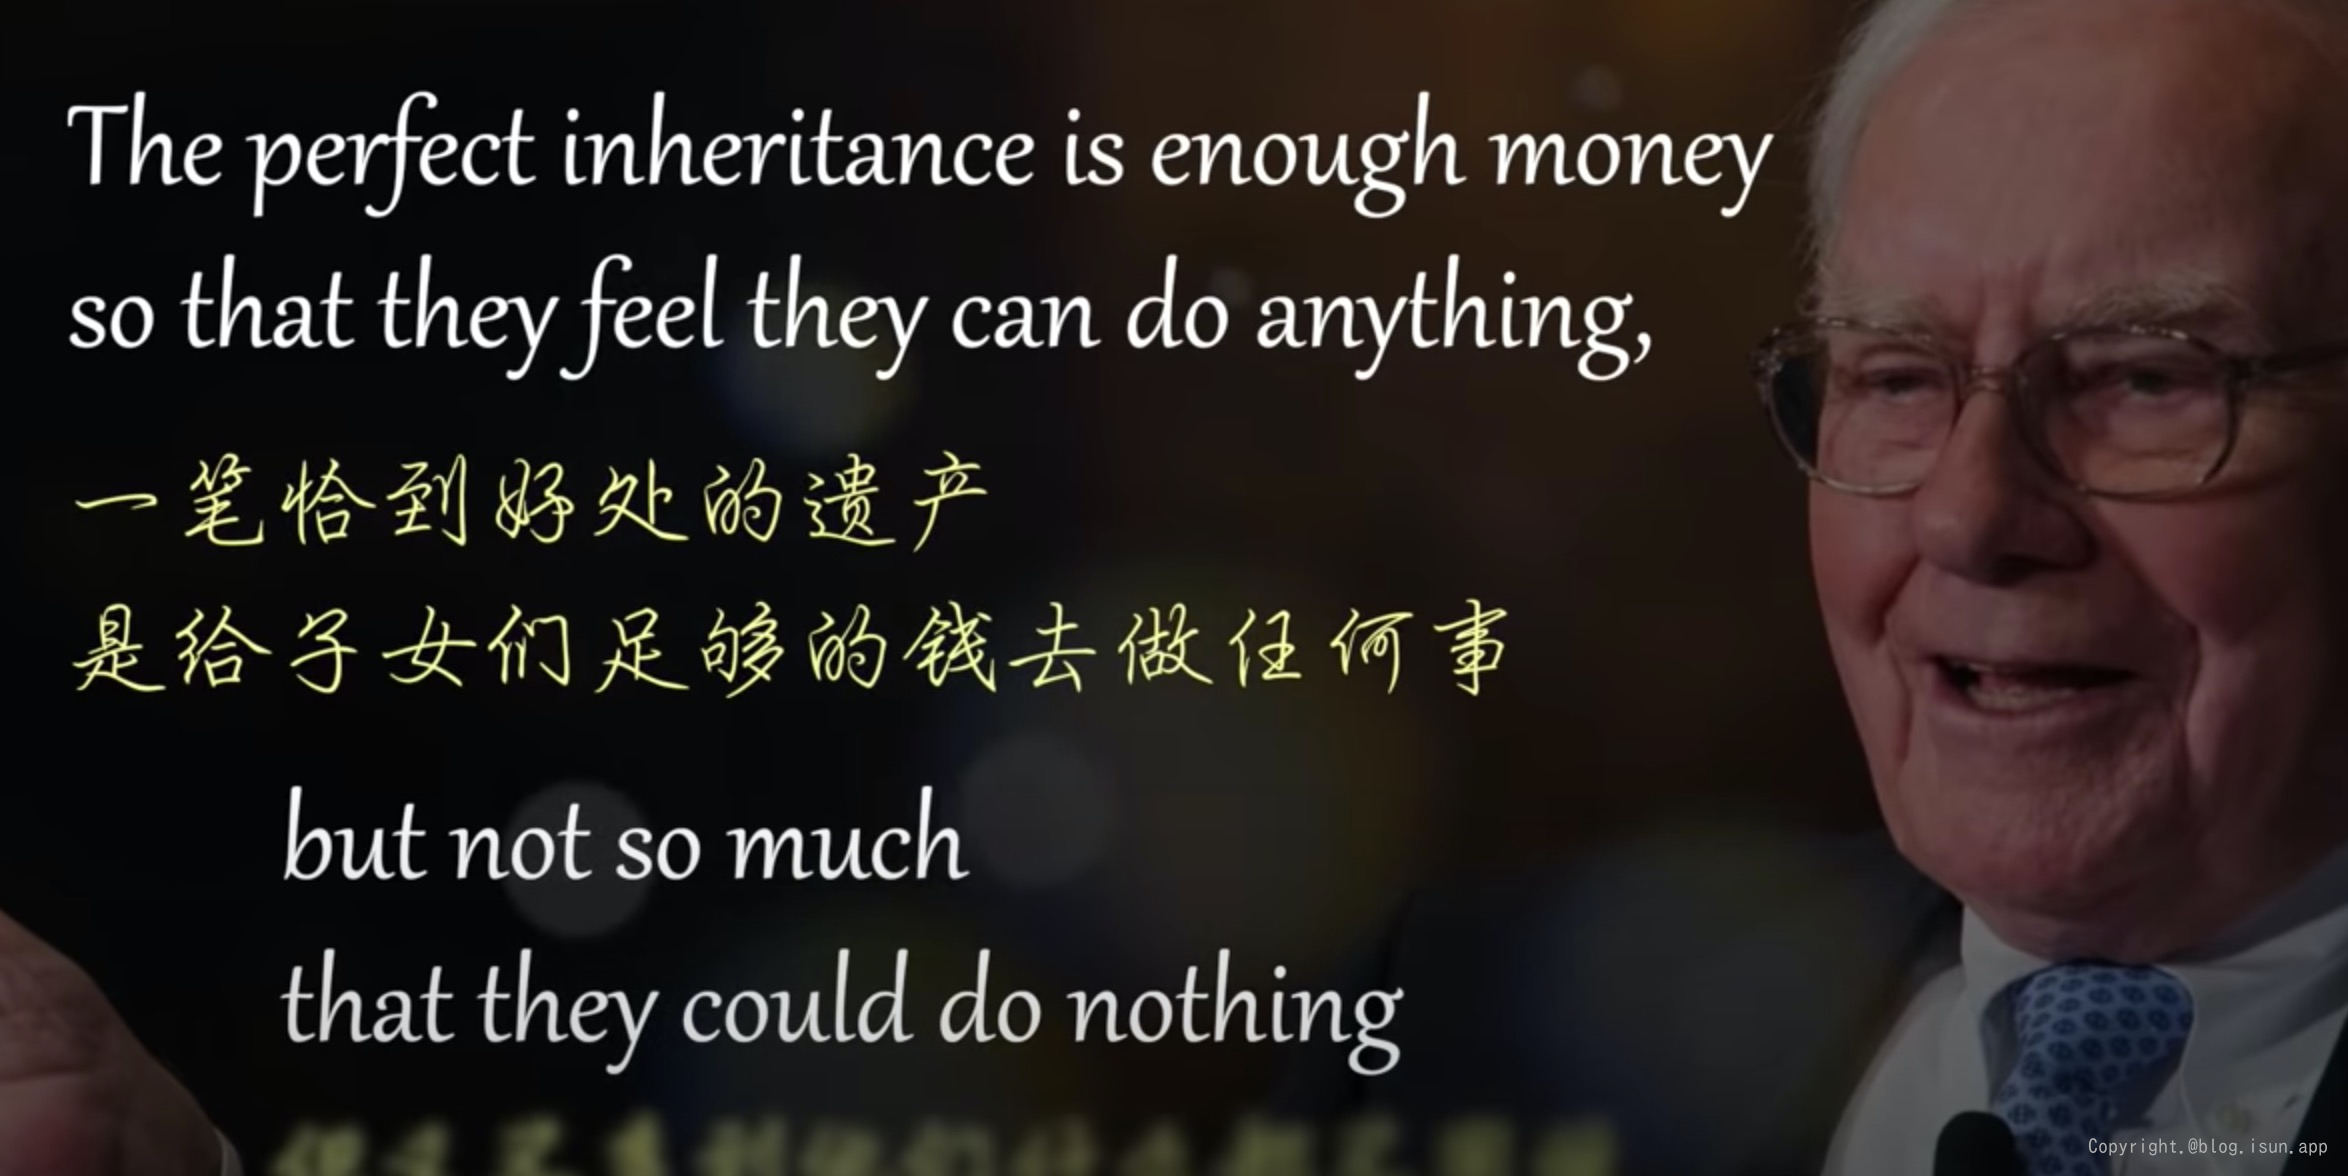 The perfect inheritance is enough money
so that they feel they can do anything,
一笔恰到好处的遗产
是给子女们足够的钱去做任何事
but not so much
that they could do nothing
Copyright.@blog.isun.app